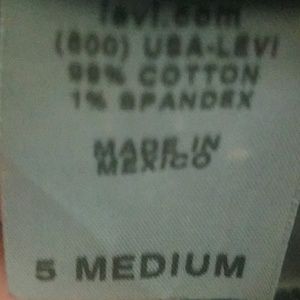 levi.com
(800) USA-LEVI
99% COTTON
1% SPANDEX
MADE IN
MEXICO
5 MEDIUM